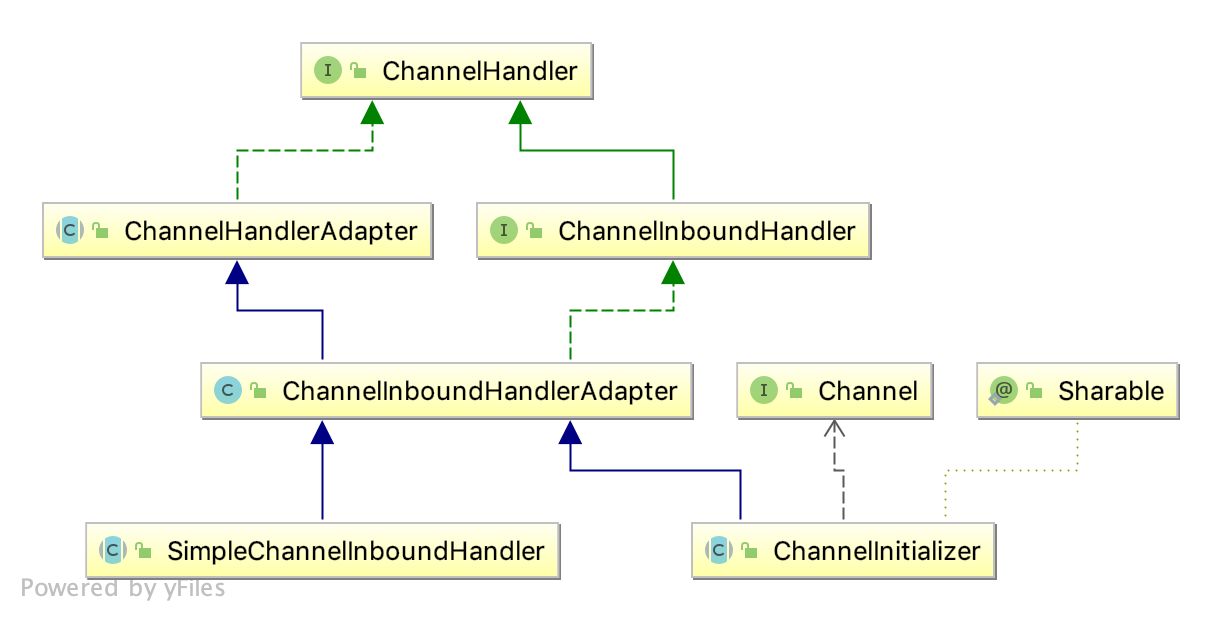 I ChannelHandler
C ChannelHandlerAdapter
I ChannelInboundHandler
C ChannelInboundHandlerAdapter
I Channel
@ Sharable
C SimpleChannelInboundHandler
C ChannelInitializer
Powered by yFiles